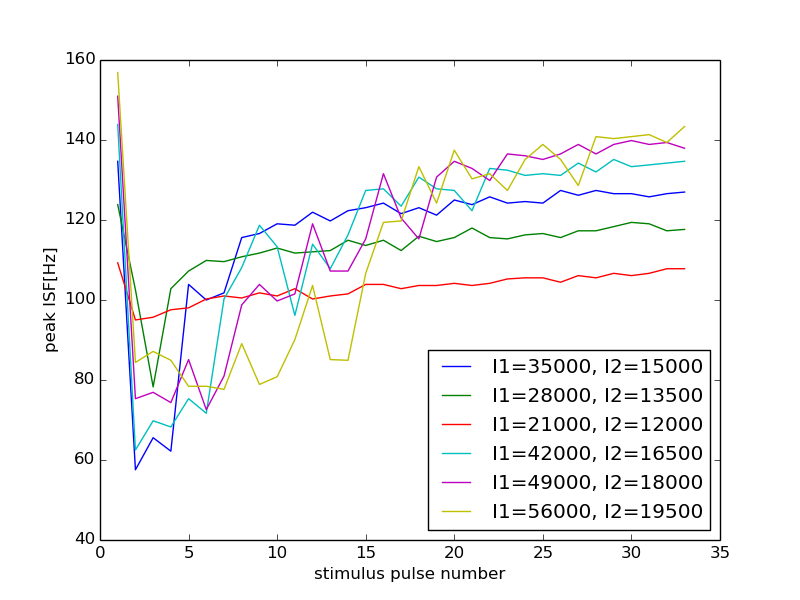 160
140
120
100
80
60
40
peak ISF[Hz]
I1=35000, I2=15000
I1=28000, I2=13500
I1=21000, I2=12000
I1=42000, I2=16500
I1=49000, I2=18000
I1=56000, I2=19500
0 5 10 15 20 25 30 35
stimulus pulse number